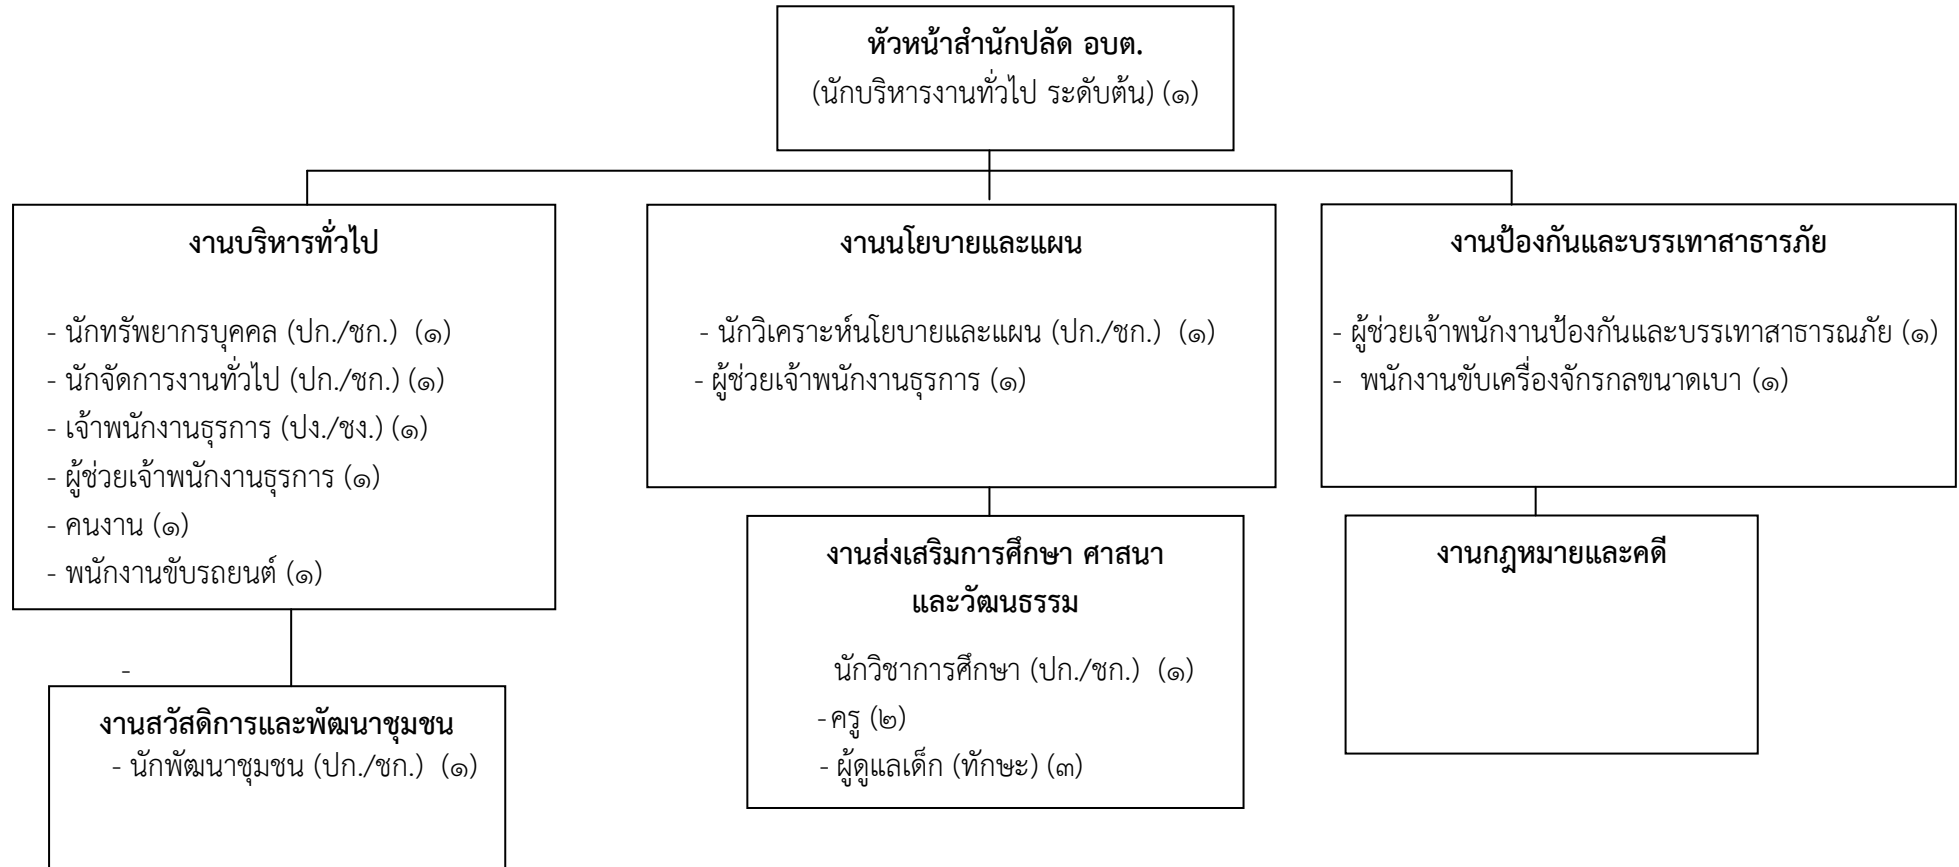 หัวหน้าสำนักปลัด อบต.
(นักบริหารงานทั่วไป ระดับต้น) (๑)
งานบริหารทั่วไป
- นักทรัพยากรบุคคล (ปก./ชก.) (๑)
- นักจัดการงานทั่วไป (ปก./ชก.) (๑)
- เจ้าพนักงานธุรการ (ปง./ชง.) (๑)
- ผู้ช่วยเจ้าพนักงานธุรการ (๑)
- คนงาน (๑)
- พนักงานขับรถยนต์ (๑)
งานนโยบายและแผน
- นักวิเคราะห์นโยบายและแผน (ปก./ชก.) (๑)
- ผู้ช่วยเจ้าพนักงานธุรการ (๑)
งานป้องกันและบรรเทาสาธารภัย
- ผู้ช่วยเจ้าพนักงานป้องกันและบรรเทาสาธารณภัย (๑)
- พนักงานขับเครื่องจักรกลขนาดเบา (๑)
-
งานสวัสดิการและพัฒนาชุมชน
- นักพัฒนาชุมชน (ปก./ชก.) (๑)
งานส่งเสริมการศึกษา ศาสนา
และวัฒนธรรม
นักวิชาการศึกษา (ปก./ชก.) (๑)
- ครู (๒)
- ผู้ดูแลเด็ก (ทักษะ) (๓)
งานกฎหมายและคดี